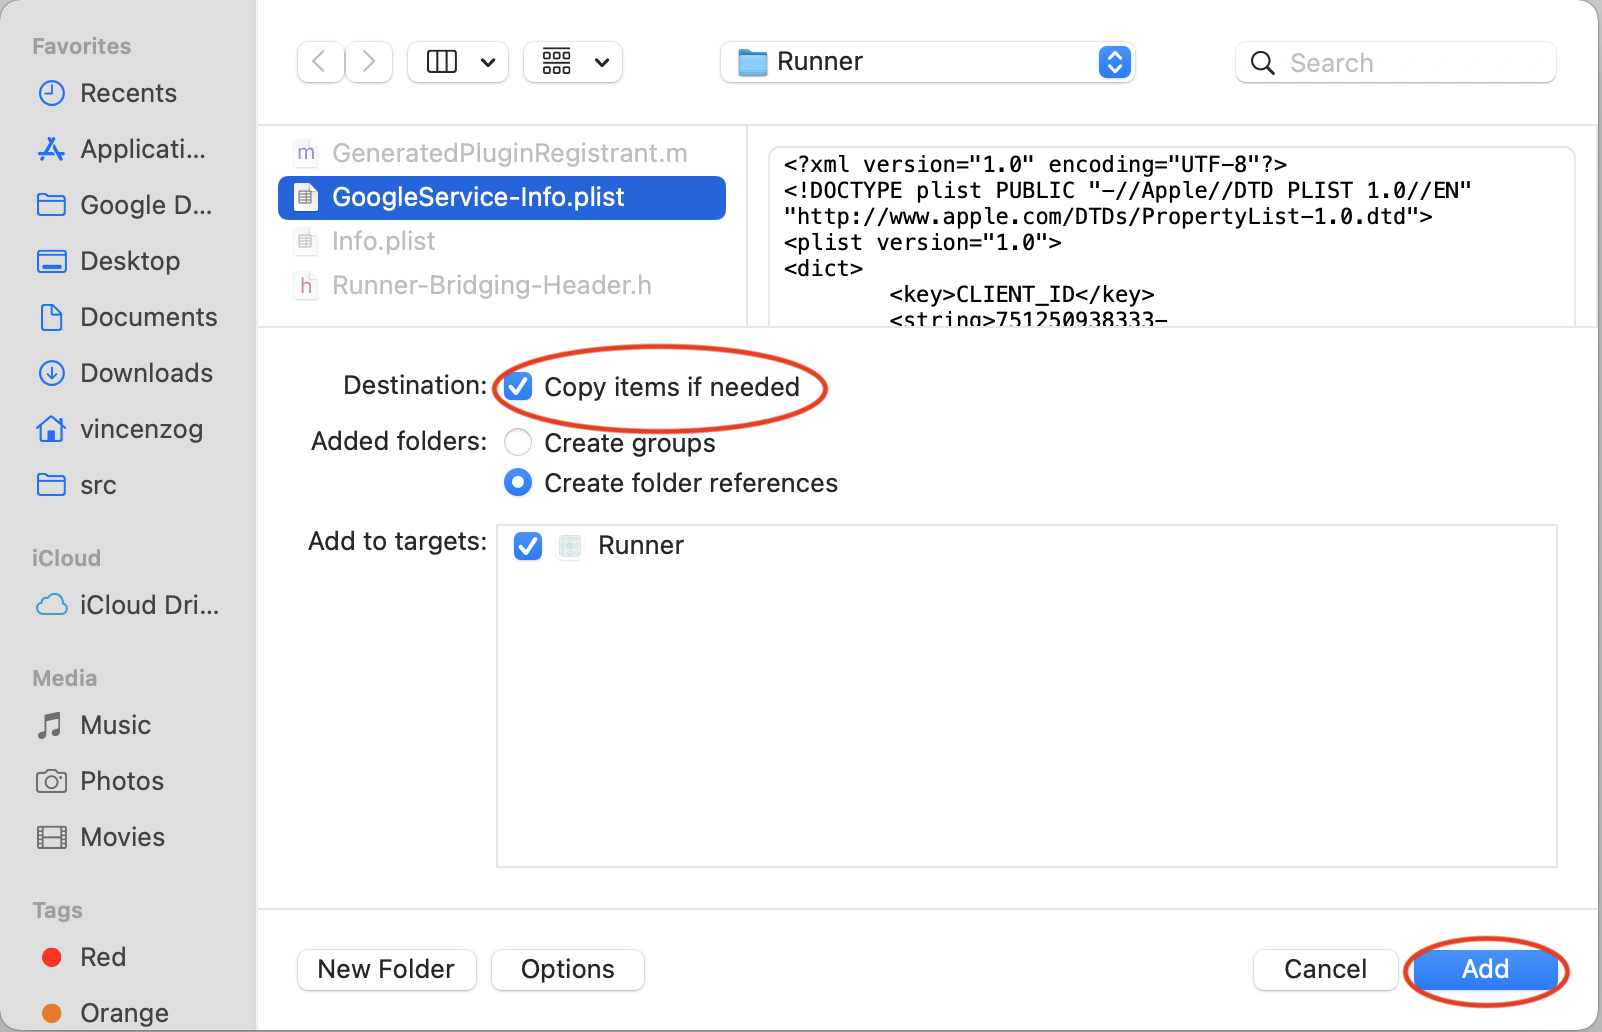 Favorites
Recents
Applicati...
Google D...
Desktop
Documents
Downloads
vincenzog
src
iCloud
iCloud Dri...
Media
Music
Photos
Movies
Tags
Red
Orange
Runner
Search
m GeneratedPluginRegistrant.m
GoogleService-Info.plist
Info.plist
h Runner-Bridging-Header.h
<?xml version="1.0" encoding="UTF-8"?>
<!DOCTYPE plist PUBLIC "-//Apple//DTD PLIST 1.0//EN"
"http://www.apple.com/DTDs/PropertyList-1.0.dtd">
<plist version="1.0">
<dict>
<key>CLIENT_ID</key>
<string>751250938333-
Destination: Copy items if needed
Added folders: Create groups
Create folder references
Add to targets: Runner
New Folder Options Cancel Add